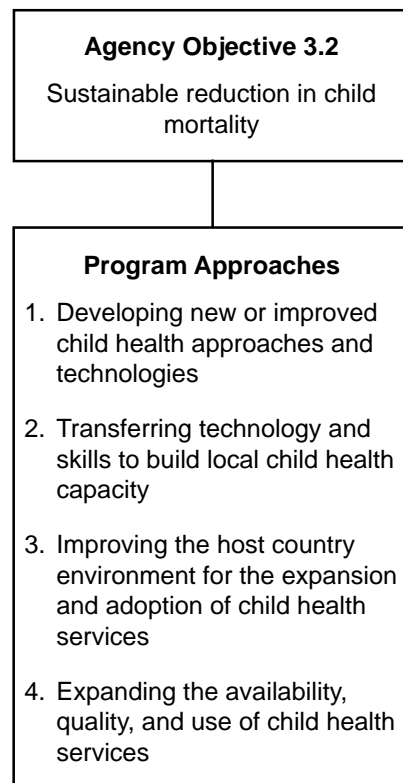 Agency Objective 3.2
Sustainable reduction in child
mortality
Program Approaches
1. Developing new or improved
child health approaches and
technologies
2. Transferring technology and
skills to build local child health
capacity
3. Improving the host country
environment for the expansion
and adoption of child health
services
4. Expanding the availability,
quality, and use of child health
services